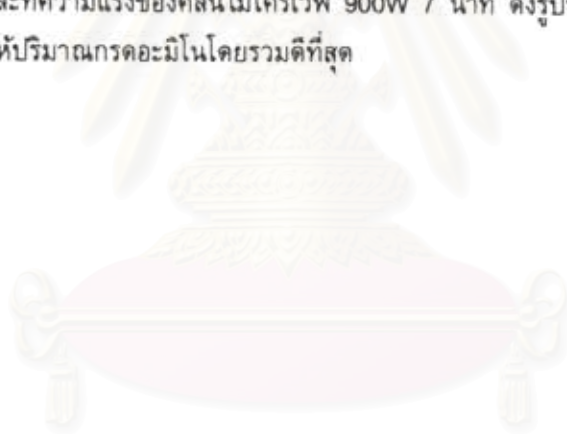 ละที่ความแรงของคลื่นไมโครเวฟ 900W 7 นาที ดังรูป
ห้ปริมาณกรดอะมิโนโดยรวมดีที่สุด